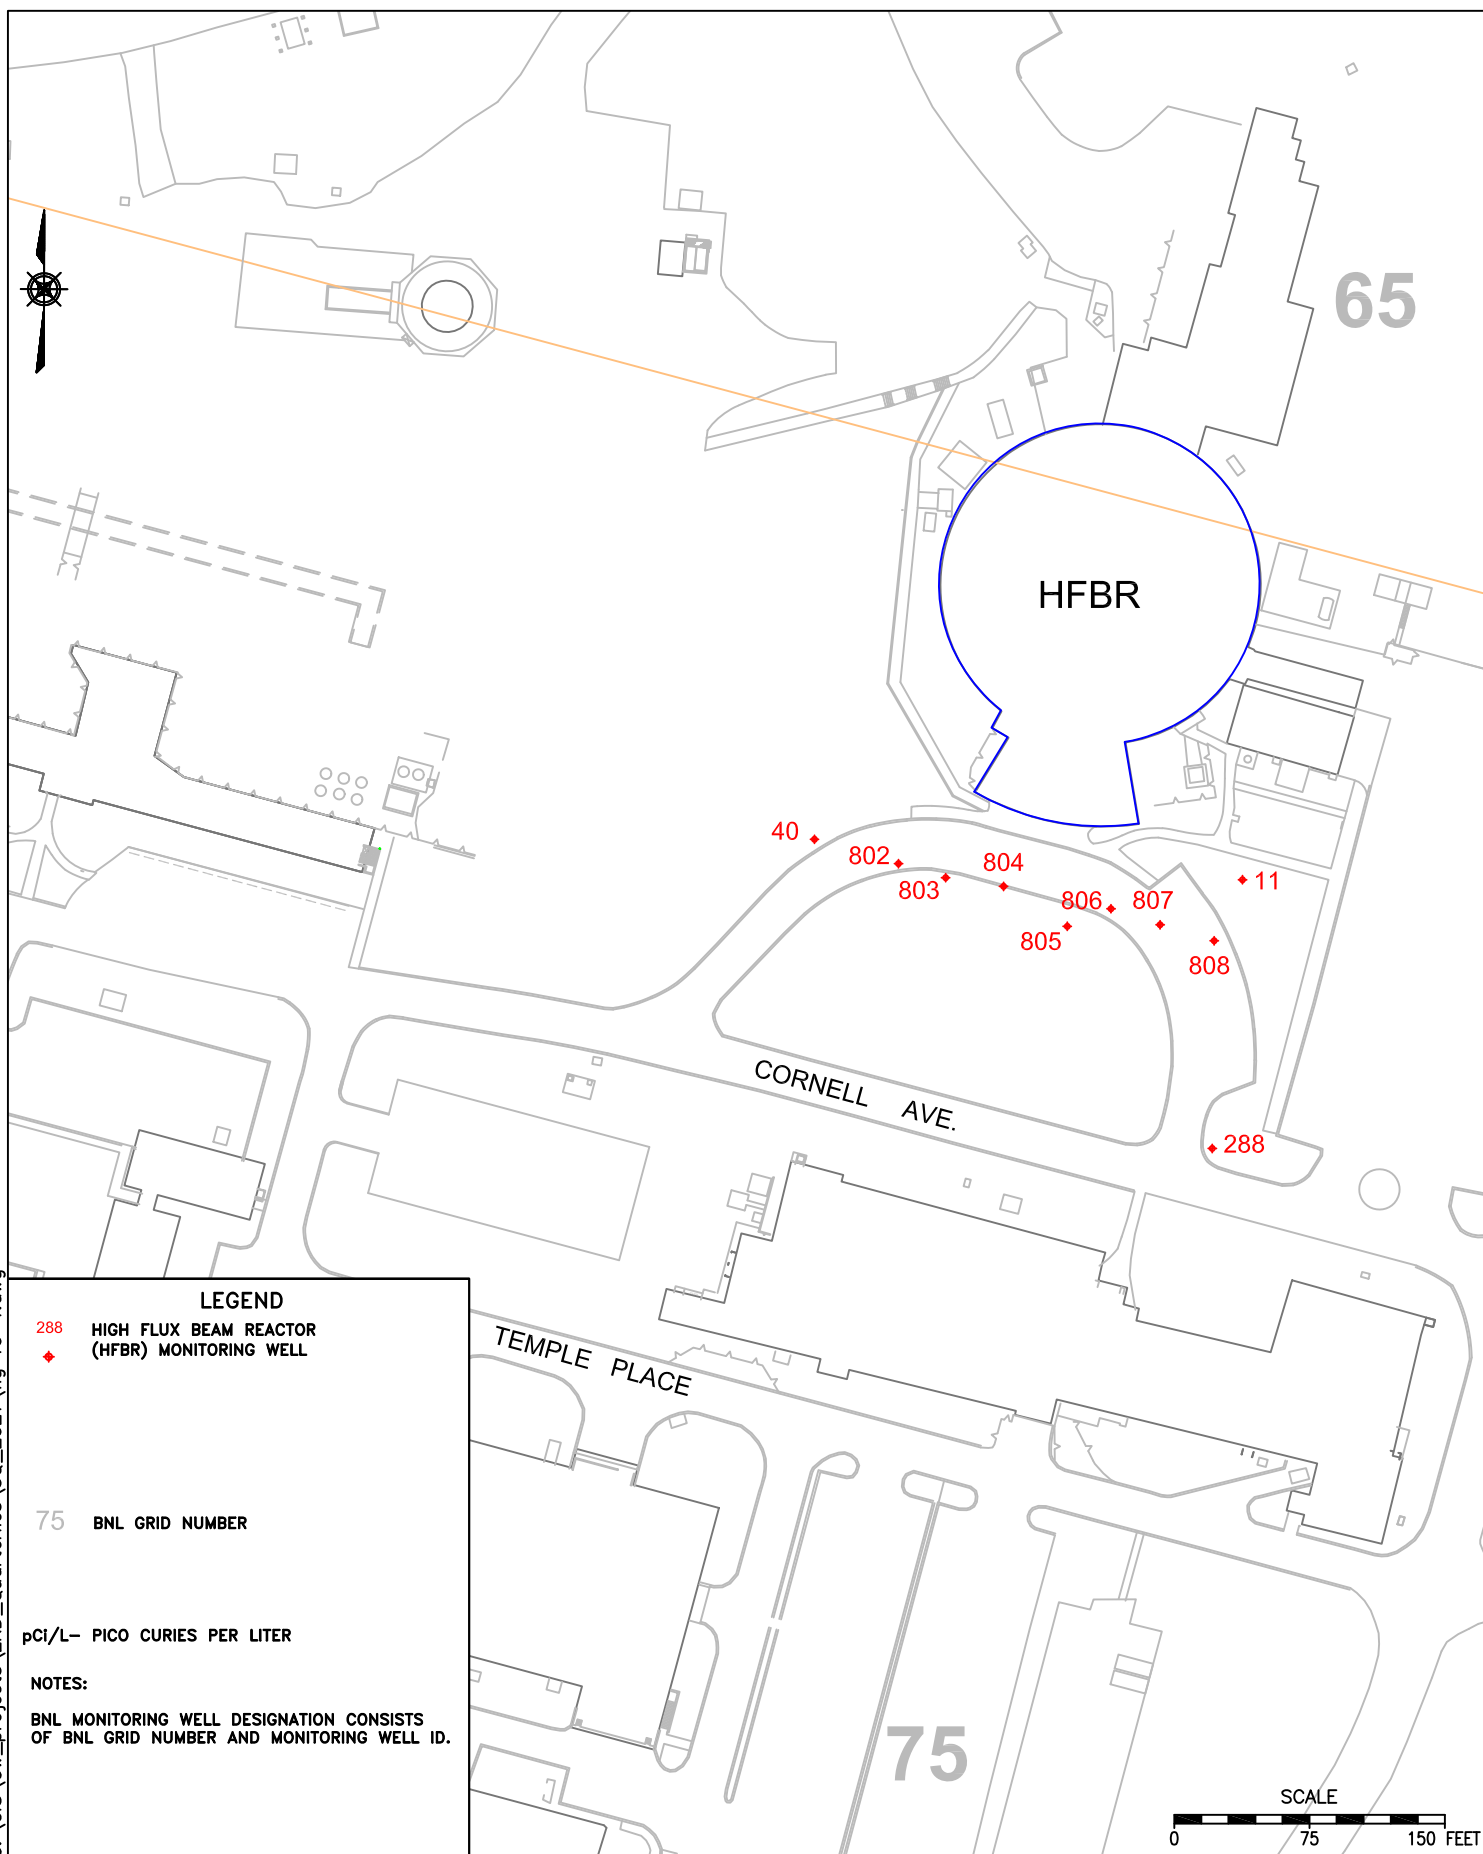 65
HFBR
40
802
803
804
806
807
805
808
11
288
CORNELL AVE.
TEMPLE PLACE
75
LEGEND
288 HIGH FLUX BEAM REACTOR
(HFBR) MONITORING WELL
75 BNL GRID NUMBER
pCi/L- PICO CURIES PER LITER
NOTES:
BNL MONITORING WELL DESIGNATION CONSISTS
OF BNL GRID NUMBER AND MONITORING WELL ID.
SCALE
0 75 150 FEET